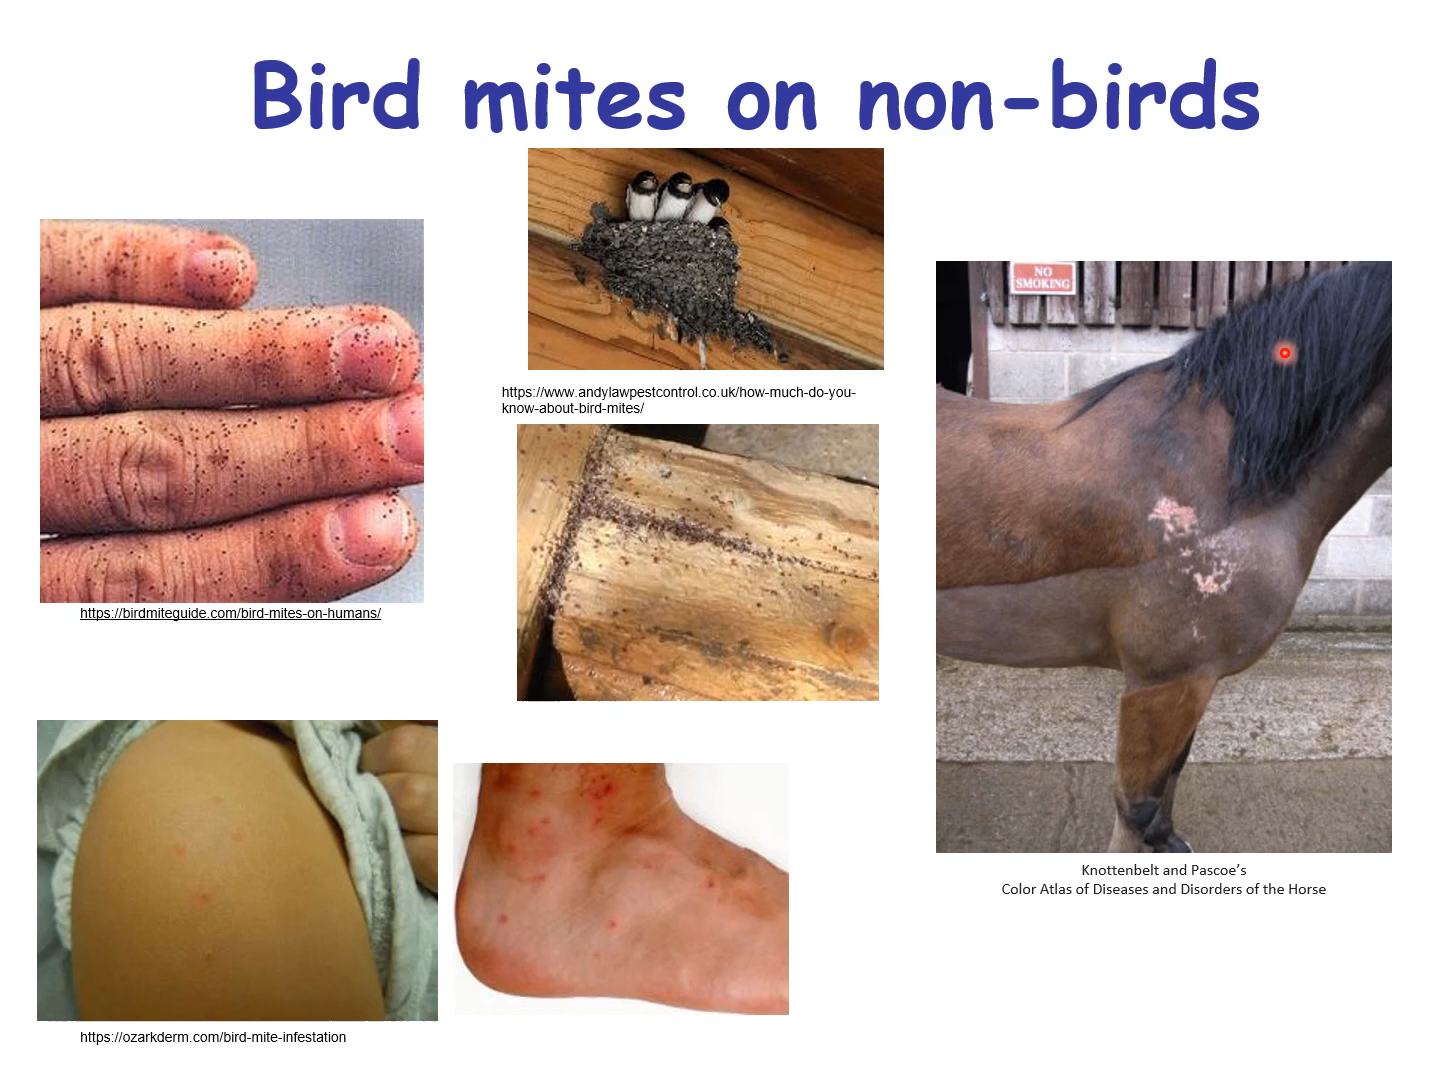 Bird mites on non-birds
NO
SMOKING
https://www.andylawpestcontrol.co.uk/how-much-do-you-
know-about-bird-mites/
https://birdmiteguide.com/bird-mites-on-humans/
Knottenbelt and Pascoe’s
Color Atlas of Diseases and Disorders of the Horse
https://ozarkderm.com/bird-mite-infestation